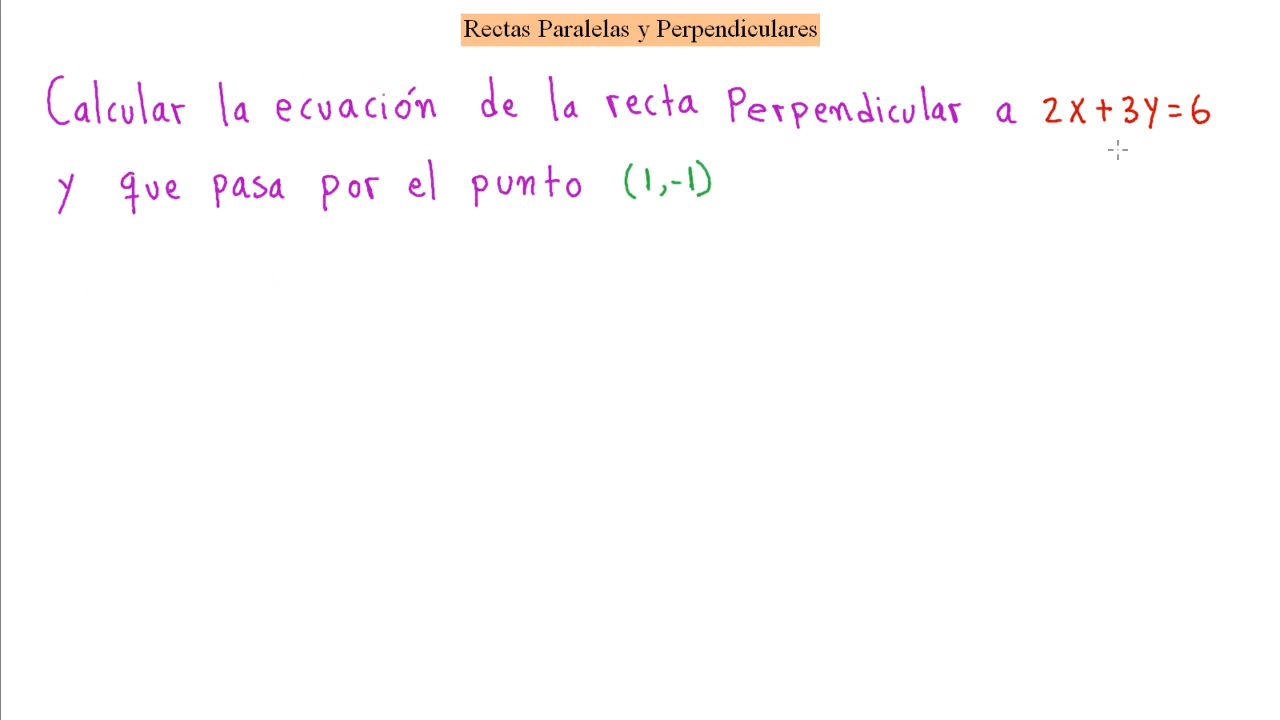 Rectas Paralelas y Perpendiculares
Calcular la ecuación de la recta Perpendicular a 2x+3y=6
y que pasa por el punto (1,-1)